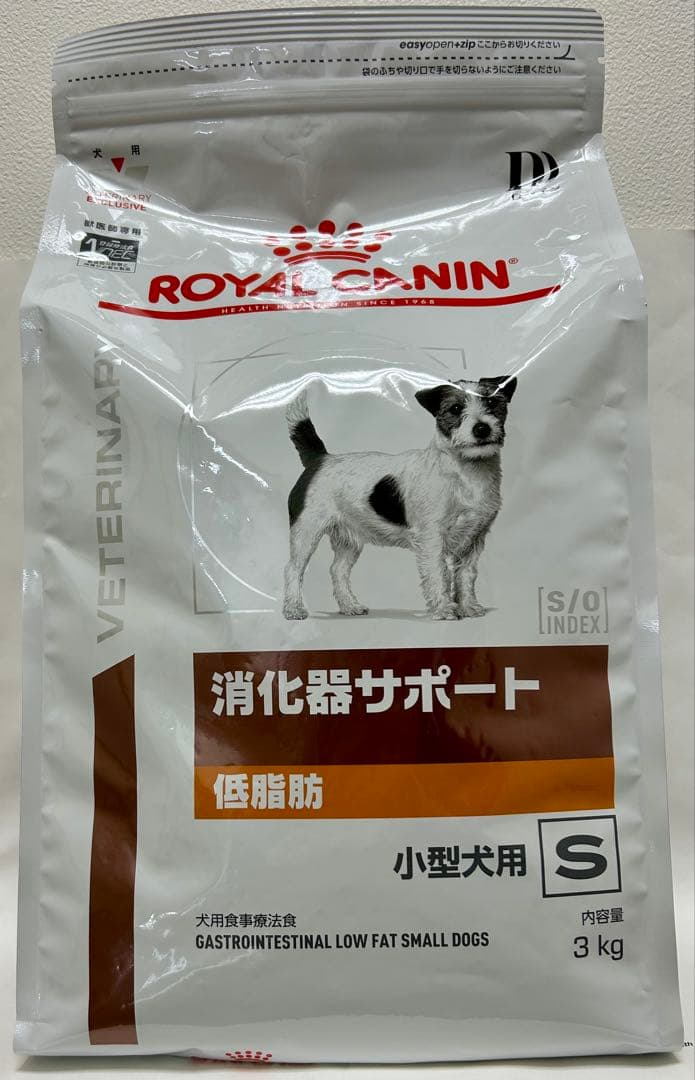 easyopen+zip ここからお切りください
袋のふちや切り口で手を切らないようにご注意ください
犬 用
VETERINARY
EXCLUSIVE
獣医師専用
ROYAL CANIN®
HEALTH NUTRITION SINCE 1968
VETERINARY
S/O
INDEX
消化器サポート
低脂肪
小型犬用 S
犬用食事療法食
GASTROINTESTINAL LOW FAT SMALL DOGS
内容量
3 kg